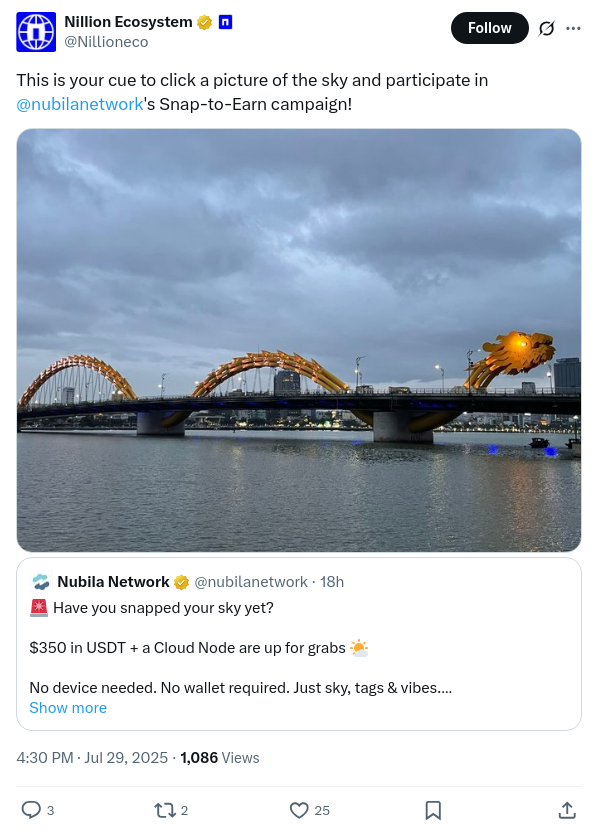 Nillion Ecosystem
@Nillioneco
Follow
This is your cue to click a picture of the sky and participate in
@nubilanetwork's Snap-to-Earn campaign!
Nubila Network @nubilanetwork · 18h
🚨 Have you snapped your sky yet?
$350 in USDT + a Cloud Node are up for grabs 🌤️
No device needed. No wallet required. Just sky, tags & vibes....
Show more
4:30 PM · Jul 29, 2025 · 1,086 Views
3 2 25